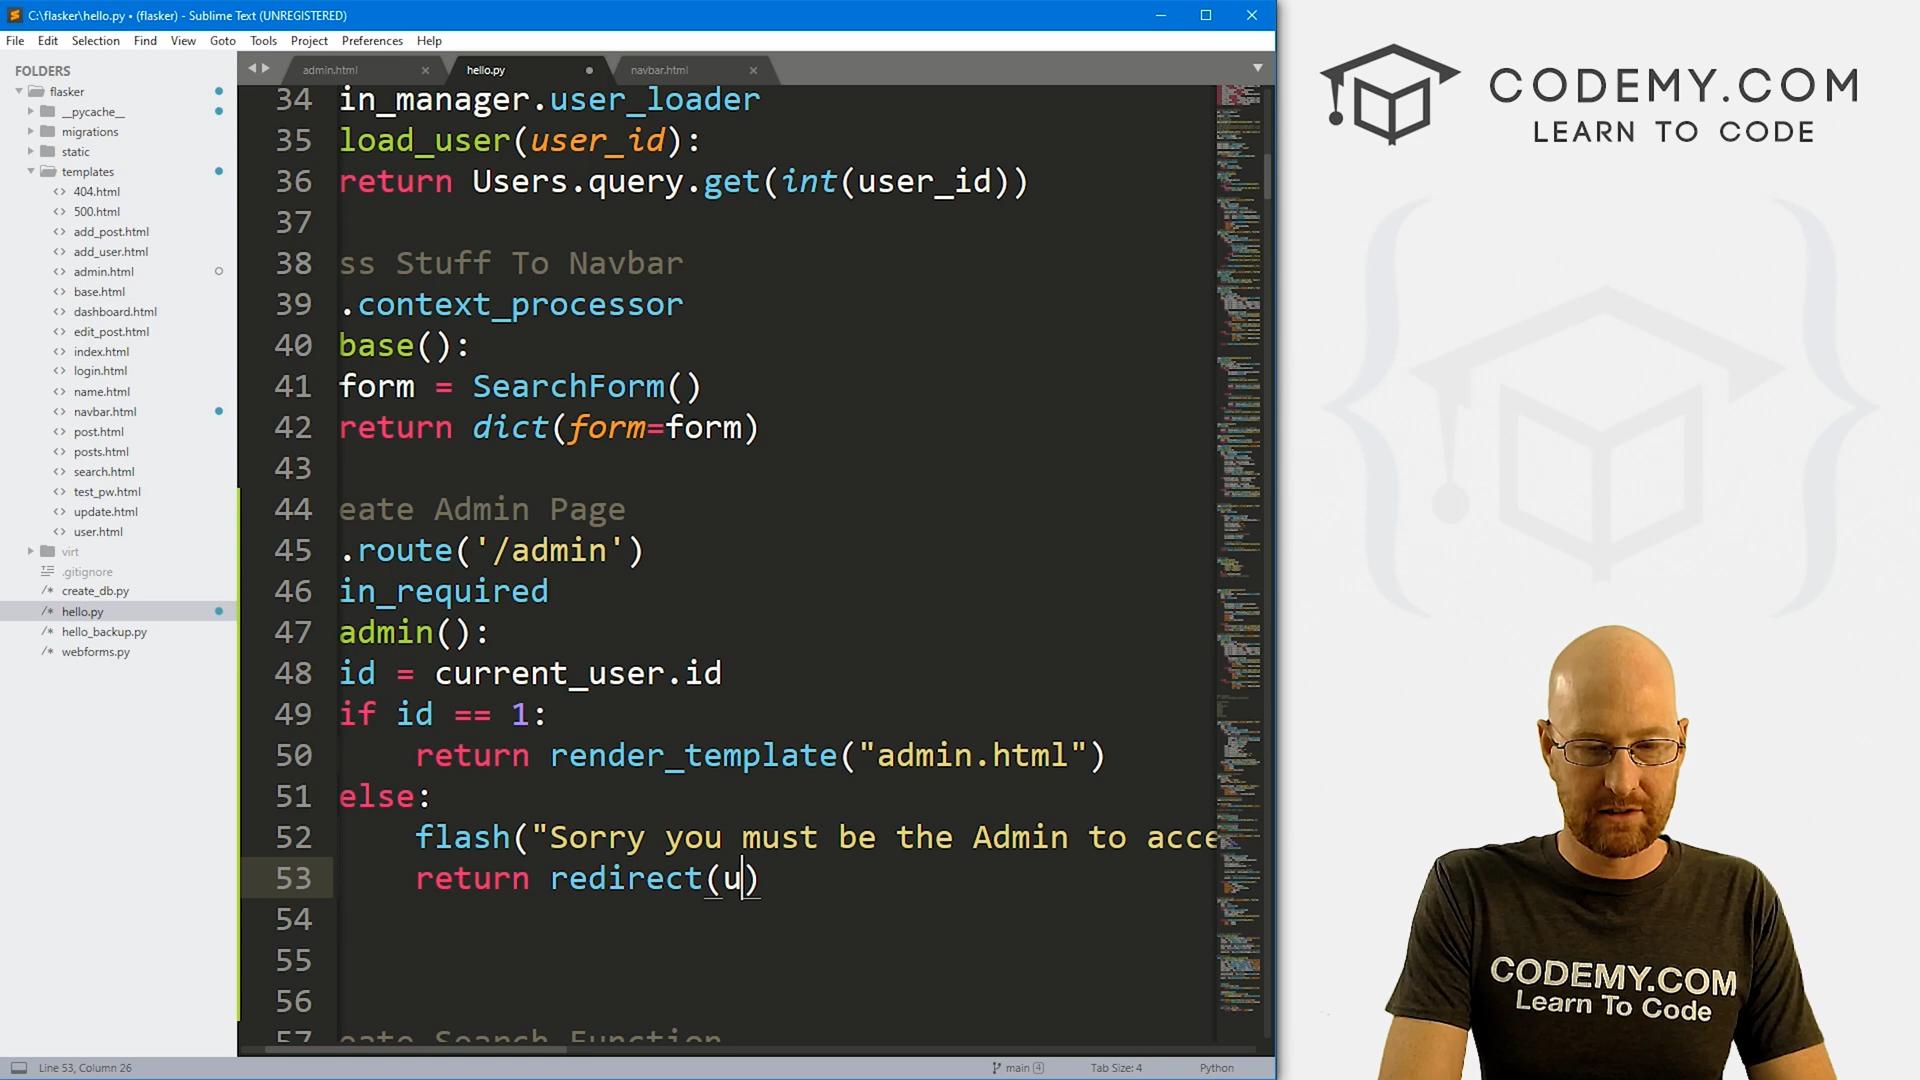 C:\flasker\hello.py • (flasker) - Sublime Text (UNREGISTERED)
File Edit Selection Find View Goto Tools Project Preferences Help
FOLDERS
flasker
__pycache__
migrations
static
templates
404.html
500.html
add_post.html
add_user.html
admin.html
base.html
dashboard.html
edit_post.html
index.html
login.html
name.html
navbar.html
post.html
posts.html
search.html
test_pw.html
update.html
user.html
virt
.gitignore
create_db.py
hello.py
hello_backup.py
webforms.py
admin.html hello.py navbar.html
34 in_manager.user_loader
35 load_user(user_id):
36 return Users.query.get(int(user_id))
37
38 ss Stuff To Navbar
39 .context_processor
40 base():
41 form = SearchForm()
42 return dict(form=form)
43
44 eate Admin Page
45 .route('/admin')
46 in_required
47 admin():
48 id = current_user.id
49 if id == 1:
50 return render_template("admin.html")
51 else:
52 flash("Sorry you must be the Admin to acce
53 return redirect(u)
54
55
56
57 eate Search Function
Line 53, Column 26 main 4 Tab Size: 4 Python
CODEMY.COM
LEARN TO CODE
CODEMY.COM
Learn To Code